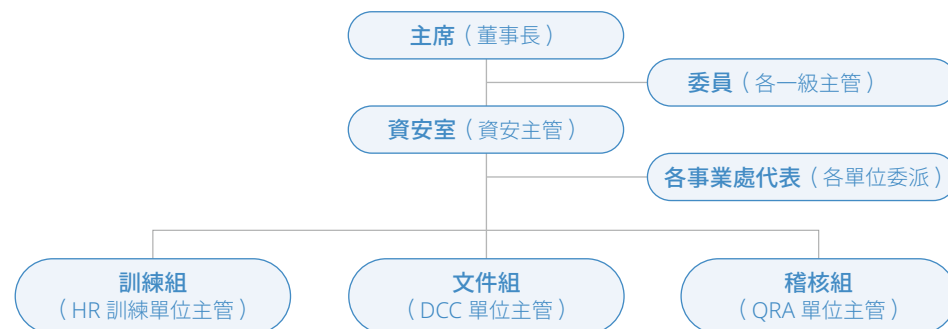 主席（董事長）
委員（各一級主管）
資安室（資安主管）
各事業處代表（各單位委派）
訓練組
（HR 訓練單位主管）
文件組
（DCC 單位主管）
稽核組
（QRA 單位主管）